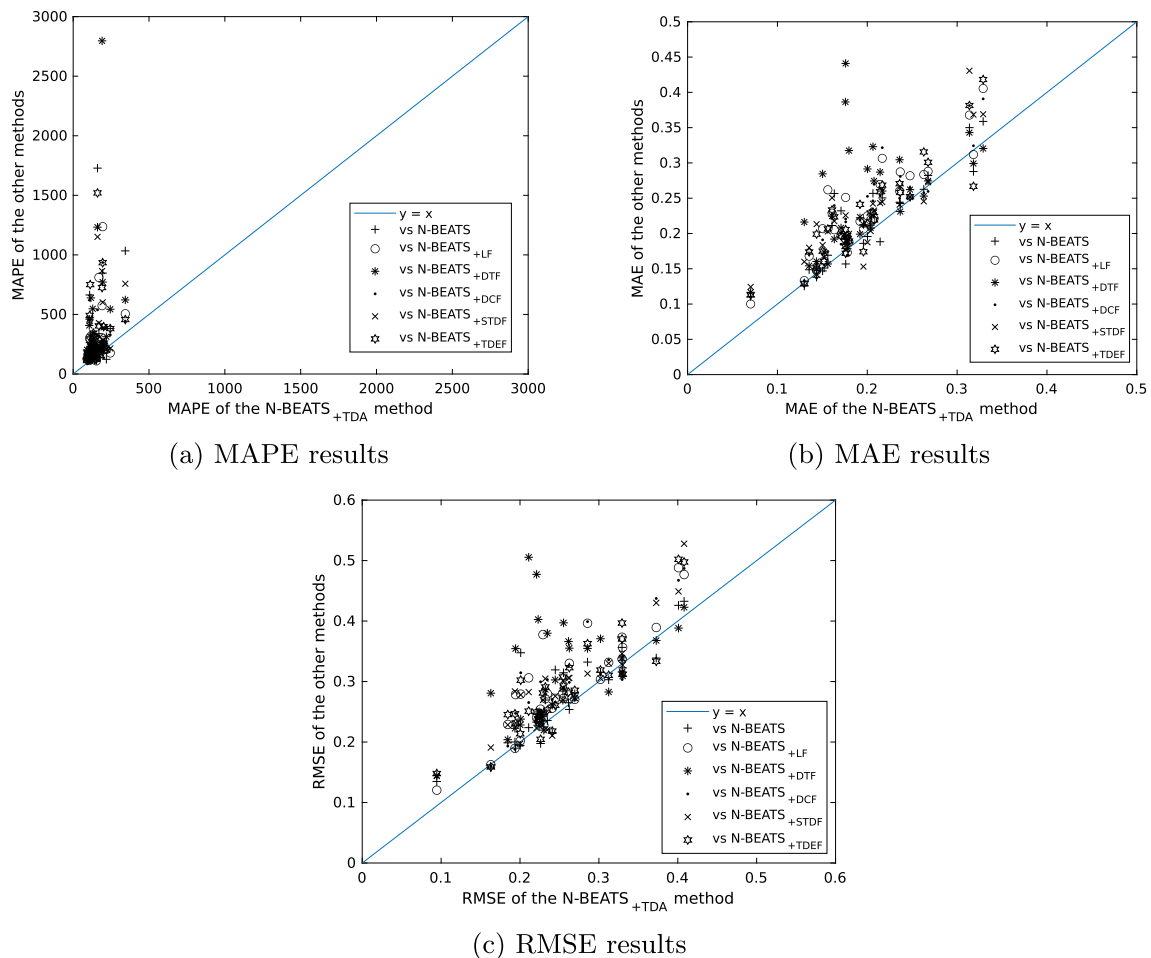 3000
2500
2000
1500
1000
500
0
MAPE of the other methods
0 500 1000 1500 2000 2500 3000
MAPE of the N-BEATS +TDA method
y = x
vs N-BEATS
vs N-BEATS +LF
vs N-BEATS +DTF
vs N-BEATS +DCF
vs N-BEATS +STDF
vs N-BEATS +TDEF
(a) MAPE results
0.5
0.45
0.4
0.35
0.3
0.25
0.2
0.15
0.1
0.05
0
MAE of the other methods
0 0.1 0.2 0.3 0.4 0.5
MAE of the N-BEATS +TDA method
y = x
vs N-BEATS
vs N-BEATS +LF
vs N-BEATS +DTF
vs N-BEATS +DCF
vs N-BEATS +STDF
vs N-BEATS +TDEF
(b) MAE results
0.6
0.5
0.4
0.3
0.2
0.1
0
RMSE of the other methods
0 0.1 0.2 0.3 0.4 0.5 0.6
RMSE of the N-BEATS +TDA method
y = x
vs N-BEATS
vs N-BEATS +LF
vs N-BEATS +DTF
vs N-BEATS +DCF
vs N-BEATS +STDF
vs N-BEATS +TDEF
(c) RMSE results